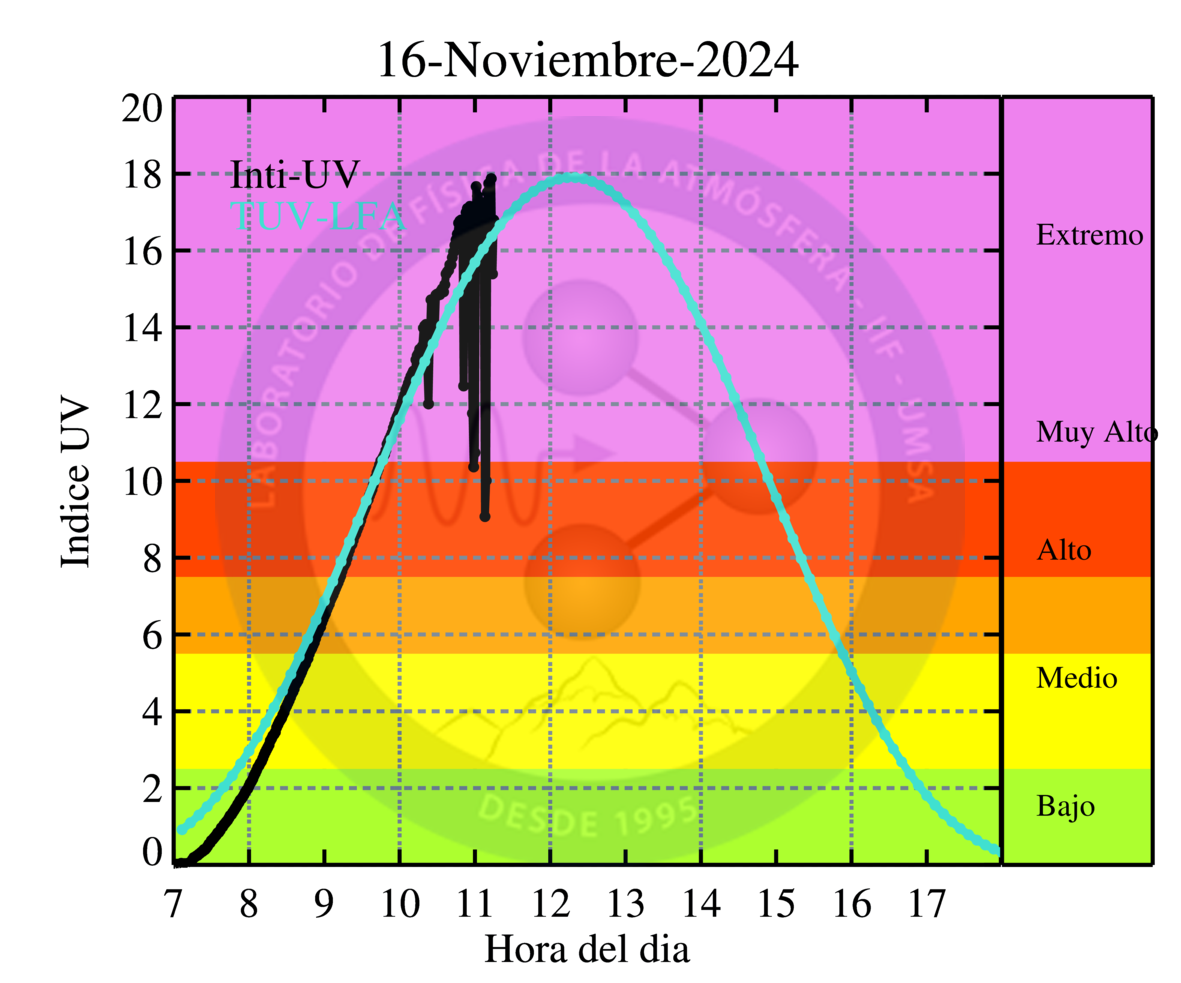 16-Noviembre-2024
20
18
16
14
12
10
8
6
4
2
0
Indice UV
Inti-UV
TUV-LFA
LABORATORIO DE FÍSICA DE LA ATMÓSFERA - IIF - UMSA
DESDE 1995
Extremo
Muy Alto
Alto
Medio
Bajo
7 8 9 10 11 12 13 14 15 16 17
Hora del dia